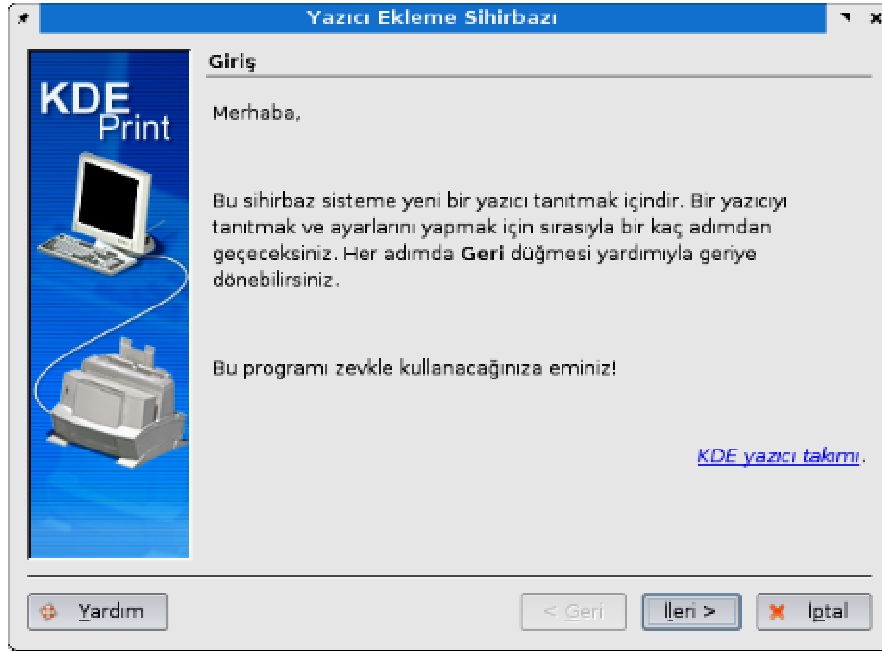 Yazıcı Ekleme Sihirbazı
KDE
Print
Giriş
Merhaba,
Bu sihirbaz sisteme yeni bir yazıcı tanıtmak içindir. Bir yazıcıyı
tanıtmak ve ayarlarını yapmak için sırasıyla bir kaç adımdan
geçeceksiniz. Her adımda Geri düğmesi yardımıyla geriye
dönebilirsiniz.
Bu programı zevkle kullanacağınıza eminiz!
KDE yazıcı takımı.
Yardım
< Geri
İleri >
İptal